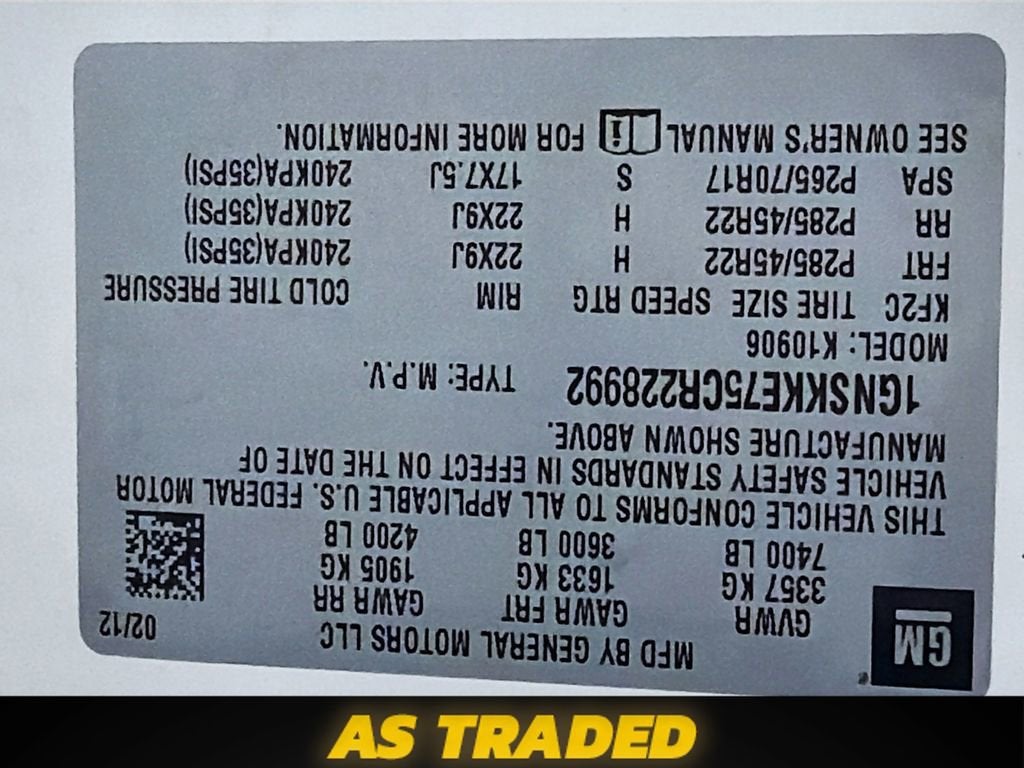 GM
MFD BY GENERAL MOTORS LLC
02/12
GVWR GAWR FRT GAWR RR
3357 KG 1633 KG 1905 KG
7400 LB 3600 LB 4200 LB
THIS VEHICLE CONFORMS TO ALL APPLICABLE U.S. FEDERAL MOTOR
VEHICLE SAFETY STANDARDS IN EFFECT ON THE DATE OF
MANUFACTURE SHOWN ABOVE.
1GNSKKE75CR228992 TYPE: M.P.V.
MODEL: K10906
KF2C TIRE SIZE SPEED RTG RIM COLD TIRE PRESSURE
FRT P285/45R22 H 22X9J 240KPA(35PSI)
RR P285/45R22 H 22X9J 240KPA(35PSI)
SPA P265/70R17 S 17X7.5J 240KPA(35PSI)
SEE OWNER'S MANUAL i FOR MORE INFORMATION.
AS TRADED